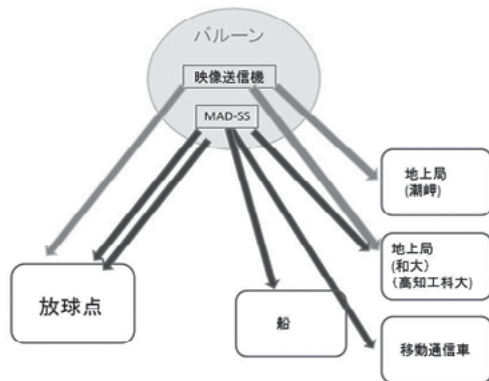 バルーン
映像送信機
MAD-SS
地上局
(潮岬)
地上局
(和大)
(高知工科大)
放球点
船
移動通信車